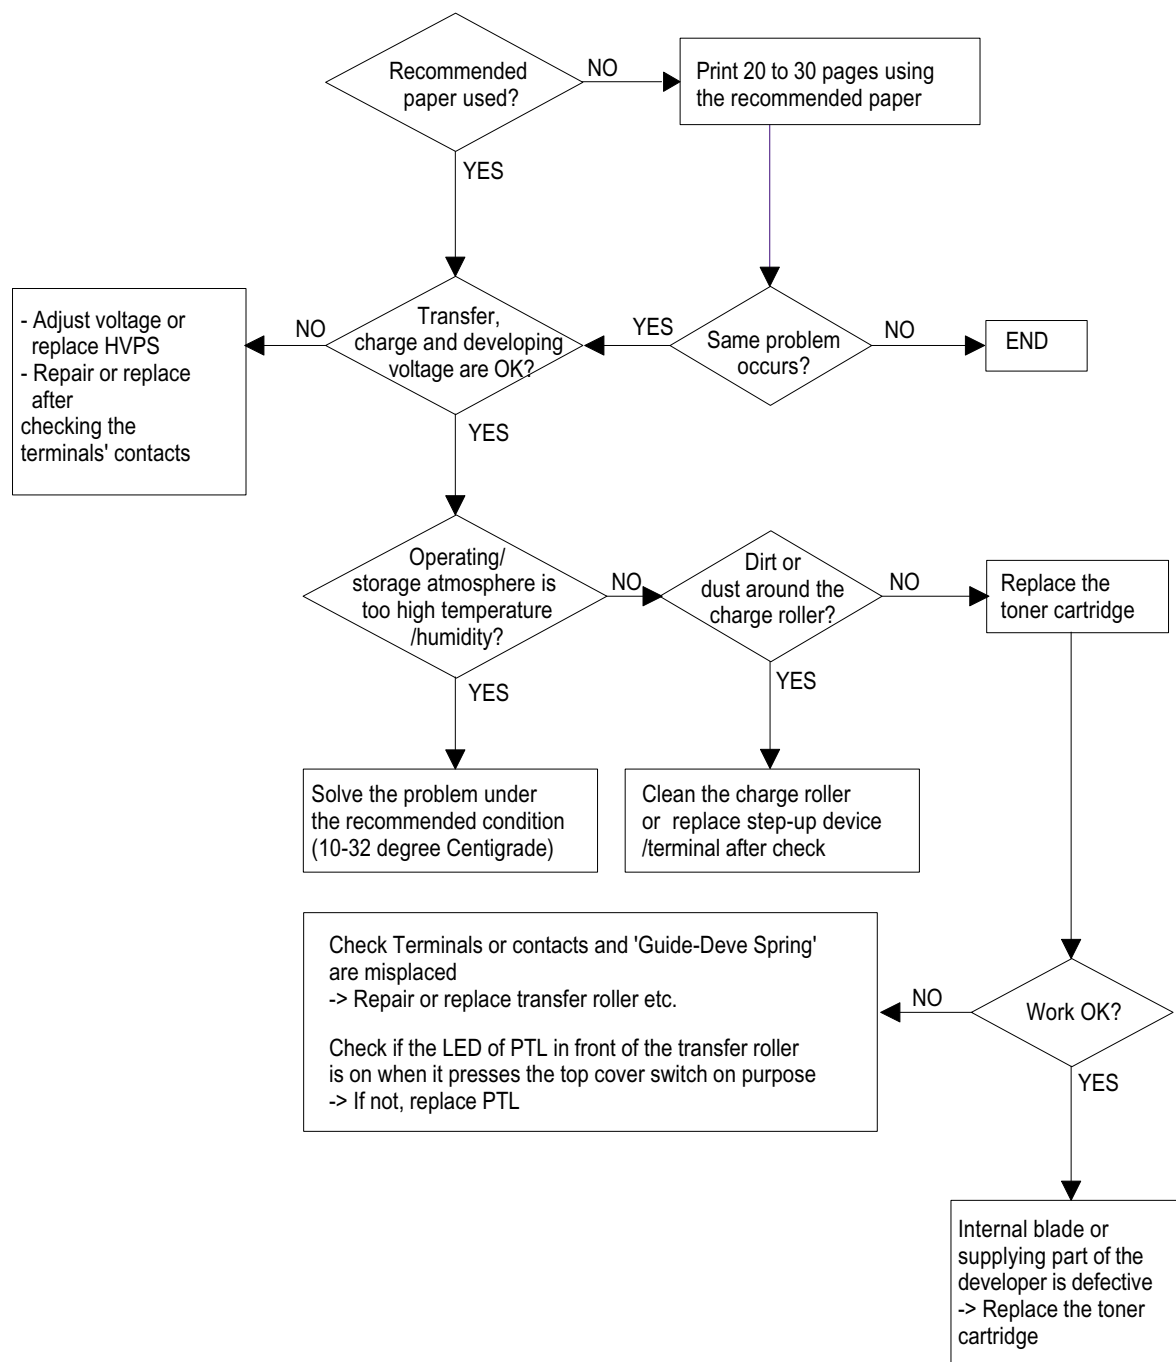 Recommended
paper used?
NO
Print 20 to 30 pages using
the recommended paper
YES
- Adjust voltage or
replace HVPS
- Repair or replace
after
checking the
terminals' contacts
NO
Transfer,
charge and developing
voltage are OK?
YES
Same problem
occurs?
NO
END
YES
Operating/
storage atmosphere is
too high temperature
/humidity?
NO
Dirt or
dust around the
charge roller?
NO
Replace the
toner cartridge
YES
YES
Solve the problem under
the recommended condition
(10-32 degree Centigrade)
Clean the charge roller
or  replace step-up device
/terminal after check
Check Terminals or contacts and 'Guide-Deve Spring'
are misplaced
-> Repair or replace transfer roller etc.
Check if the LED of PTL in front of the transfer roller
is on when it presses the top cover switch on purpose
-> If not, replace PTL
NO
Work OK?
YES
Internal blade or
supplying part of the
developer is defective
-> Replace the toner
cartridge